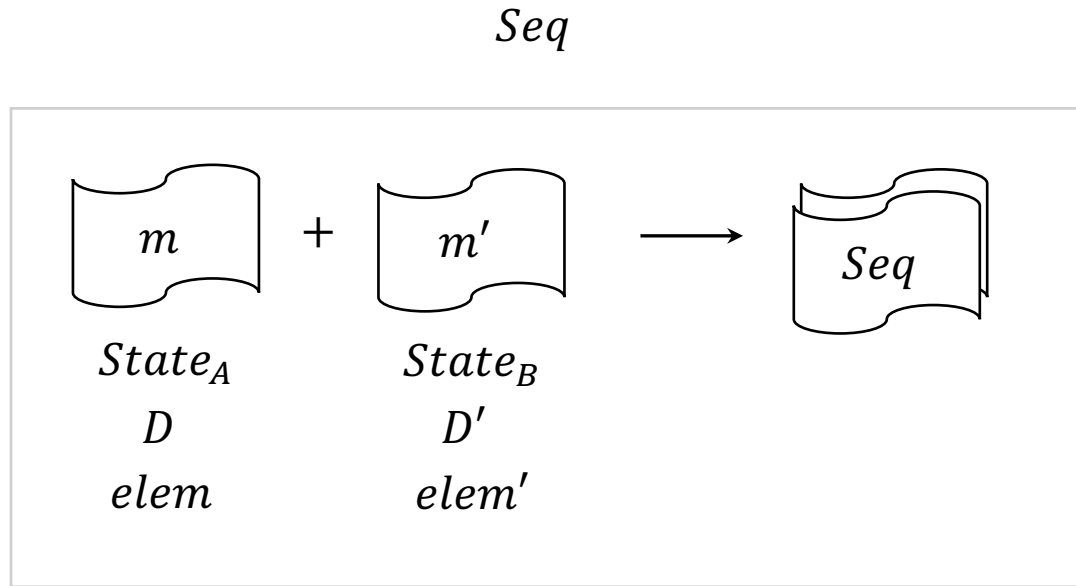 Seq
m + m′ Seq
State_A State_B
D D′
elem elem′